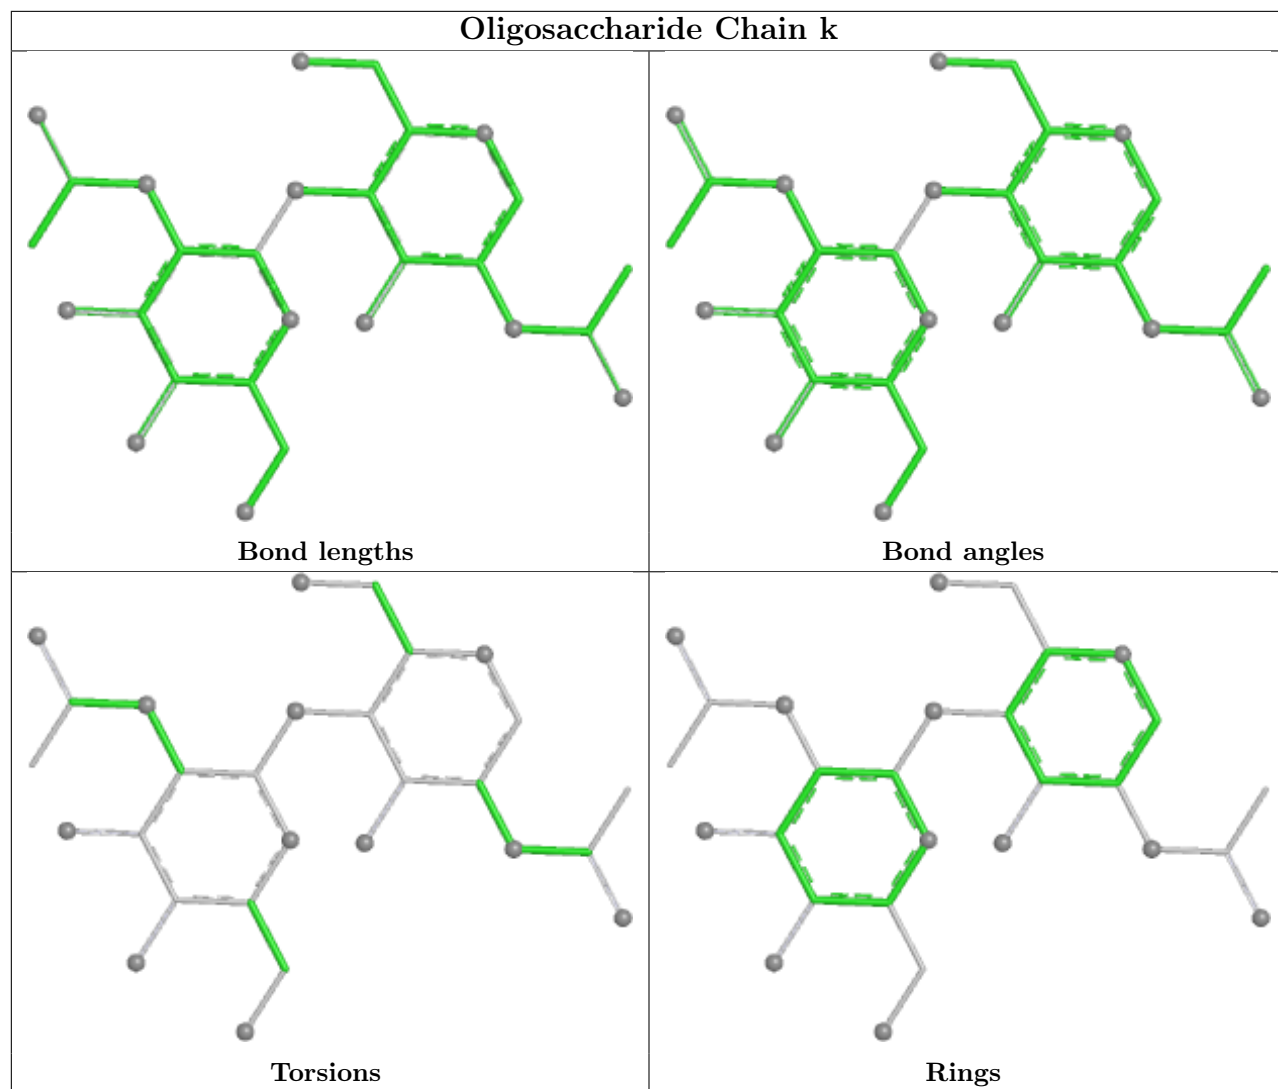 Oligosaccharide Chain k
Bond lengths
Bond angles
Torsions
Rings